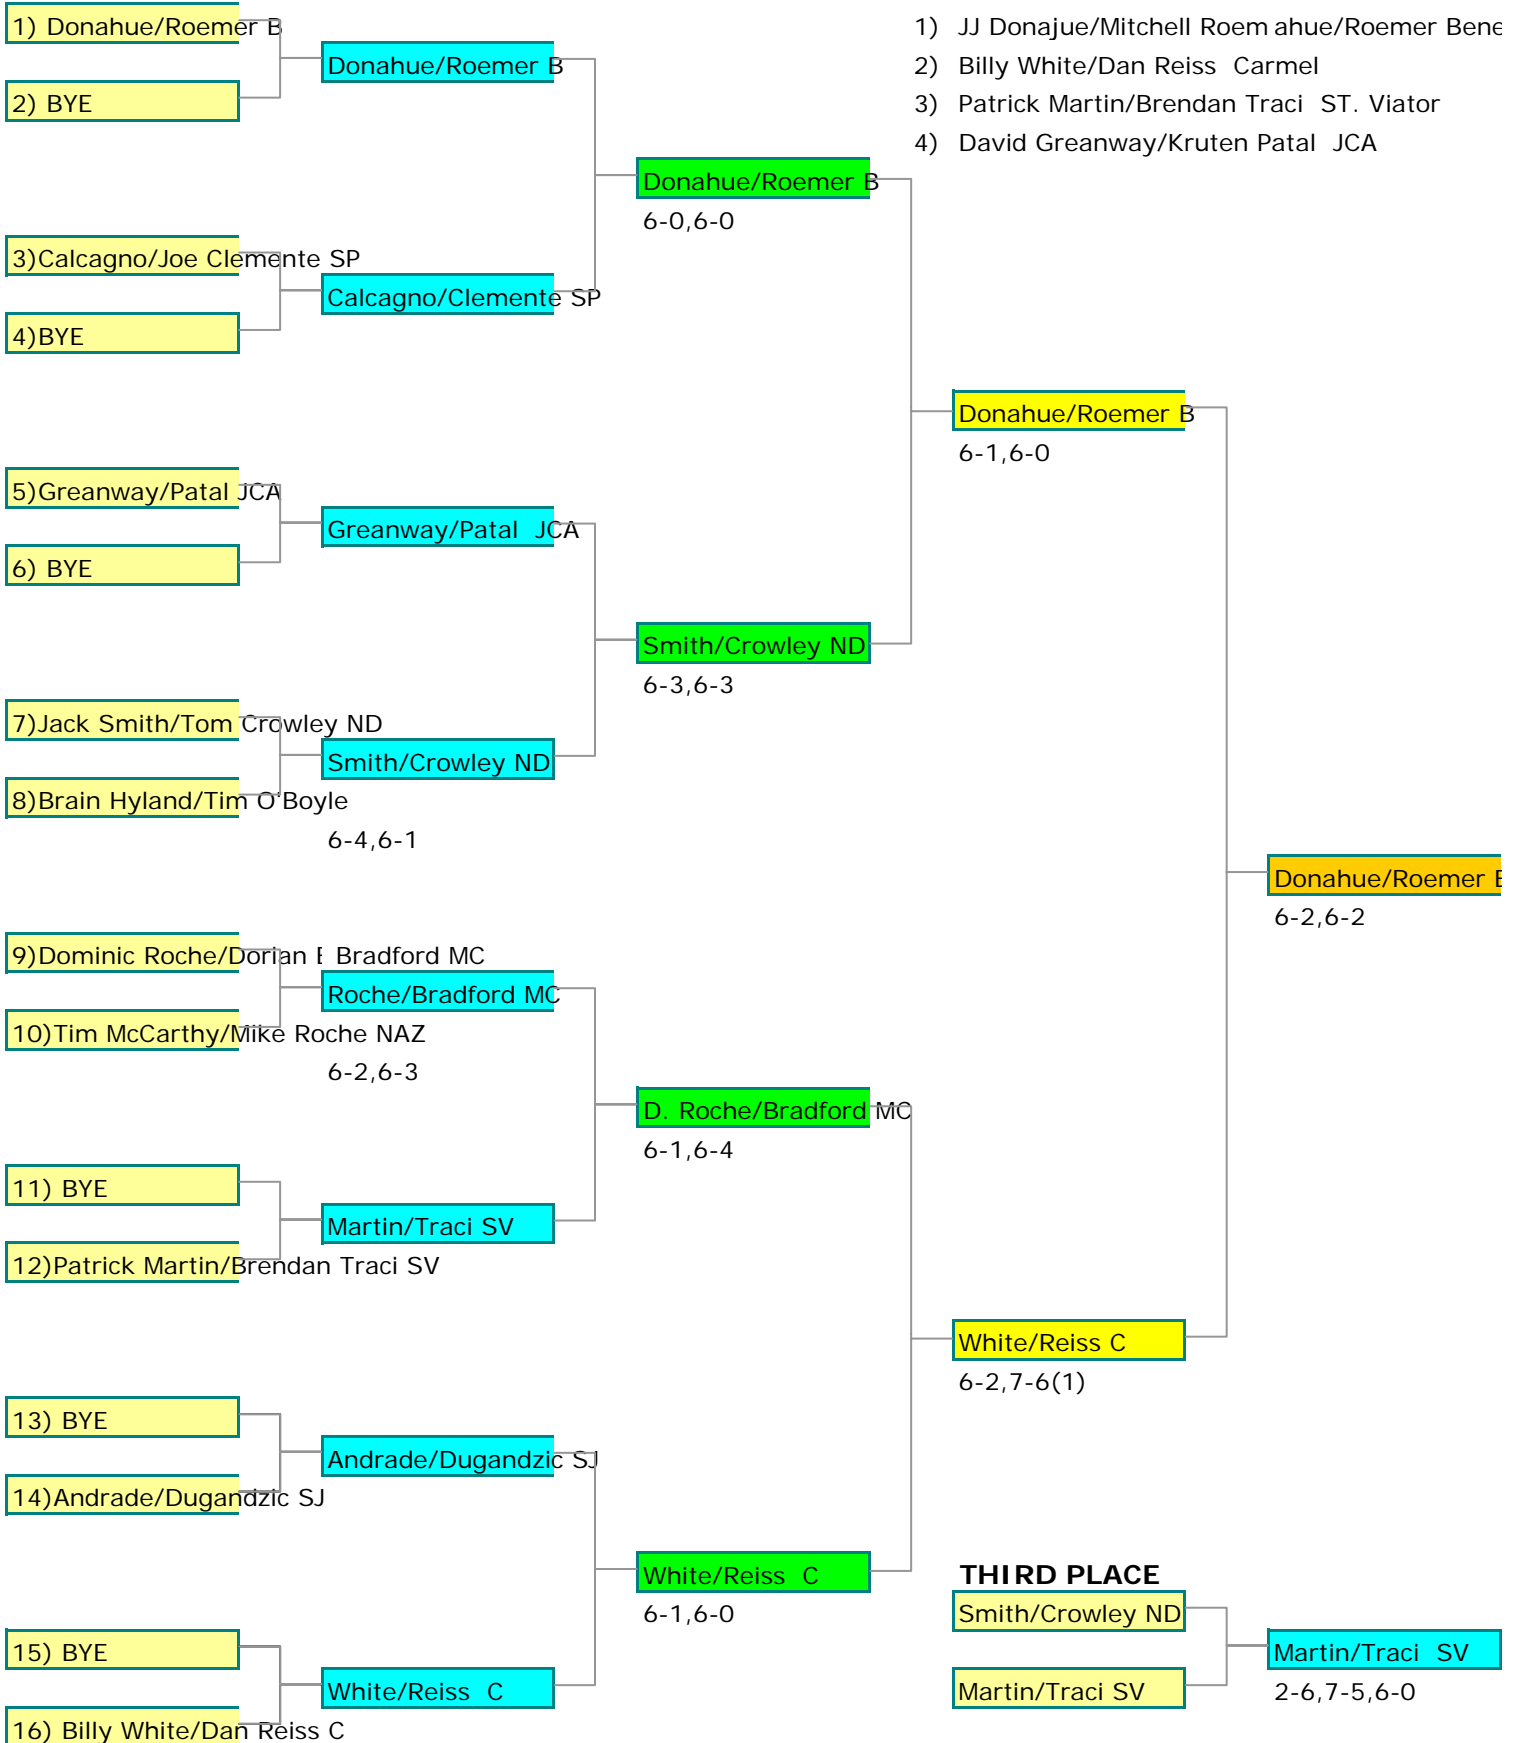 1) Donahue/Roemer B
Donahue/Roemer B
2) BYE
1) JJ Donajue/Mitchell Roem ahue/Roemer Bene
2) Billy White/Dan Reiss Carmel
3) Patrick Martin/Brendan Traci ST. Viator
4) David Greanway/Kruten Patal JCA
Donahue/Roemer B
6-0,6-0
3)Calcagno/Joe Clemente SP
Calcagno/Clemente SP
4)BYE
Donahue/Roemer B
6-1,6-0
5)Greanway/Patal JCA
Greanway/Patal JCA
6) BYE
Smith/Crowley ND
6-3,6-3
7)Jack Smith/Tom Crowley ND
Smith/Crowley ND
8)Brain Hyland/Tim O'Boyle
6-4,6-1
Donahue/Roemer
6-2,6-2
9)Dominic Roche/Dorian Bradford MC
Roche/Bradford MC
10)Tim McCarthy/Mike Roche NAZ
6-2,6-3
D. Roche/Bradford MC
6-1,6-4
11) BYE
Martin/Traci SV
12)Patrick Martin/Brendan Traci SV
White/Reiss C
6-2,7-6(1)
13) BYE
Andrade/Dugandzic SJ
14)Andrade/Dugandzic SJ
White/Reiss C
6-1,6-0
THIRD PLACE
Smith/Crowley ND
15) BYE
Martin/Traci SV
White/Reiss C
Martin/Traci SV
2-6,7-5,6-0
16) Billy White/Dan Reiss C